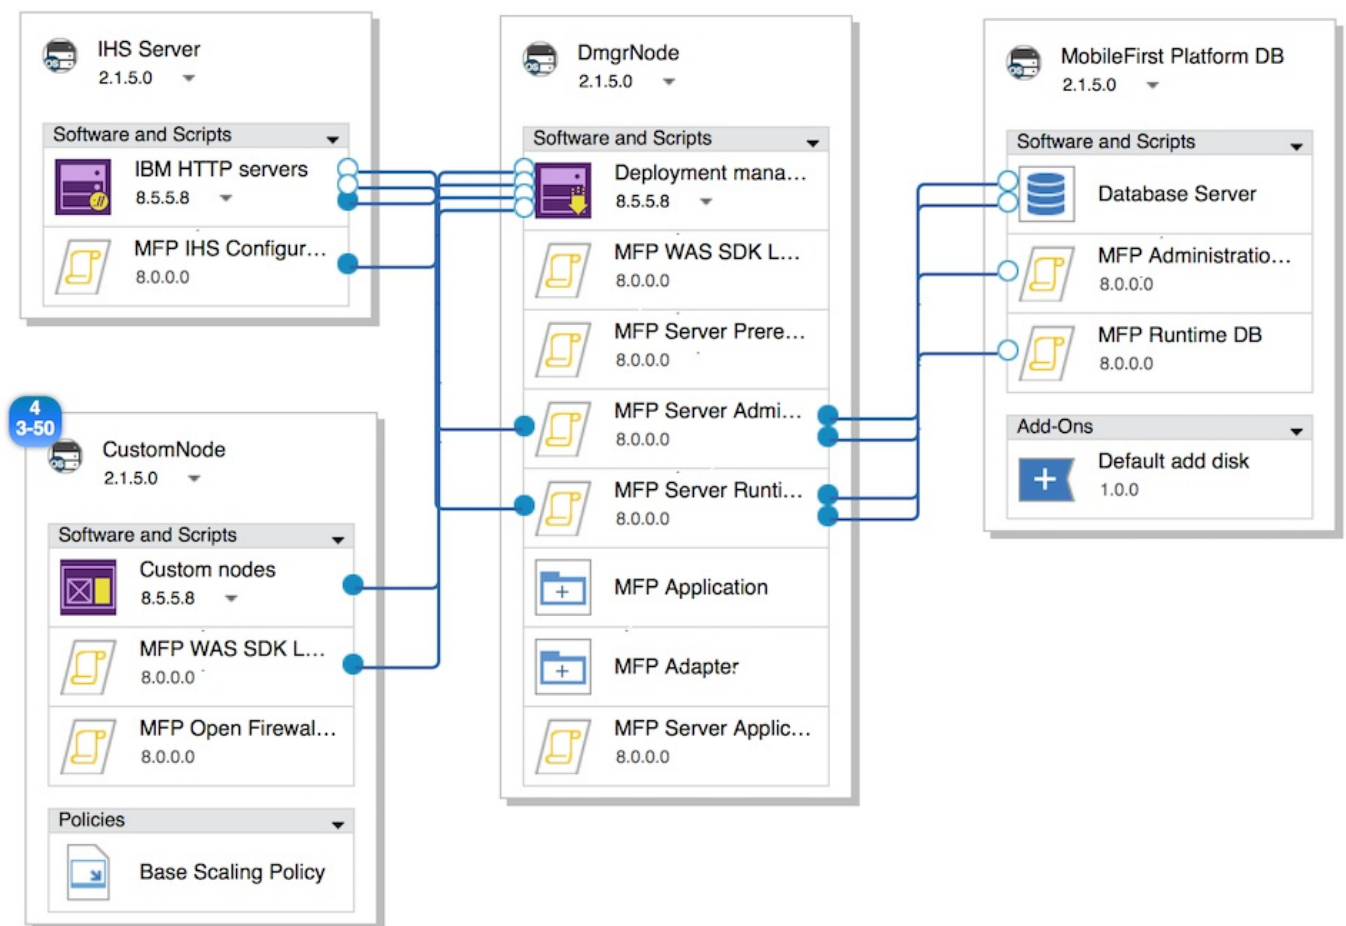 IHS Server
2.1.5.0
Software and Scripts
IBM HTTP servers
8.5.5.8
MFP IHS Configur...
8.0.0.0
4
3-50
CustomNode
2.1.5.0
Software and Scripts
Custom nodes
8.5.5.8
MFP WAS SDK L...
8.0.0.0
MFP Open Firewal...
8.0.0.0
Policies
Base Scaling Policy
DmgrNode
2.1.5.0
Software and Scripts
Deployment mana...
8.5.5.8
MFP WAS SDK L...
8.0.0.0
MFP Server Prere...
8.0.0.0
MFP Server Admi...
8.0.0.0
MFP Server Runti...
8.0.0.0
MFP Application
MFP Adapter
MFP Server Applic...
8.0.0.0
MobileFirst Platform DB
2.1.5.0
Software and Scripts
Database Server
MFP Administratio...
8.0.0.0
MFP Runtime DB
8.0.0.0
Add-Ons
Default add disk
1.0.0